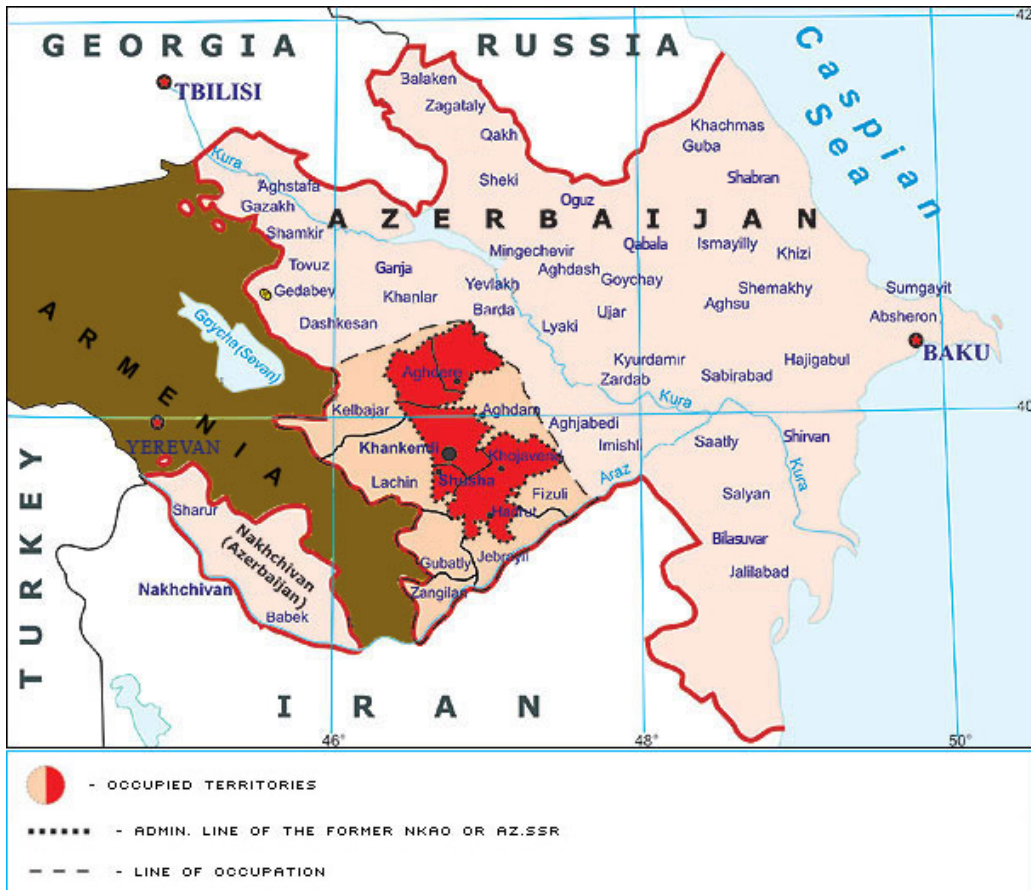 GEORGIA
RUSSIA
42
Caspian
Sea
TBILISI
Balaken
Zagataly
Qakh
Khachmas
Guba
Kura
Sheki
Shabran
Aghstafa
Oguz
Gazakh
AZERBAIJAN
Shamkir
Mingechevir
Qabala
Ismayilly
Khizi
Tovuz
Ganja
Aghdash
Goychay
Gedabey
Yevlakh
Shemakhy
Sumgayit
Khanlar
Barda
Ujar
Aghsu
Absheron
Dashkesan
Lyaki
Goycha(Sevan)
BAKU
Kyurdamir
Hajigabul
Aghdere
Zardab
Sabirabad
ARMENIA
Kura
40
Kelbajar
Aghdam
Aghjabedi
YEREVAN
Khankendi
Khojavend
Imishli
Saatly
Shirvan
Kura
Lachin
Shusha
Araz
Fizuli
Salyan
TURKEY
Sharur
Hadrut
Nakhchivan
(Azerbaijan)
Bilasuvar
Gubatly
Jebrayil
Jalilabad
Nakhchivan
Zangilan
Babek
IRAN
46°
48°
50°
- OCCUPIED TERRITORIES
- ADMIN. LINE OF THE FORMER NKAO OR AZ.SSR
- LINE OF OCCUPATION